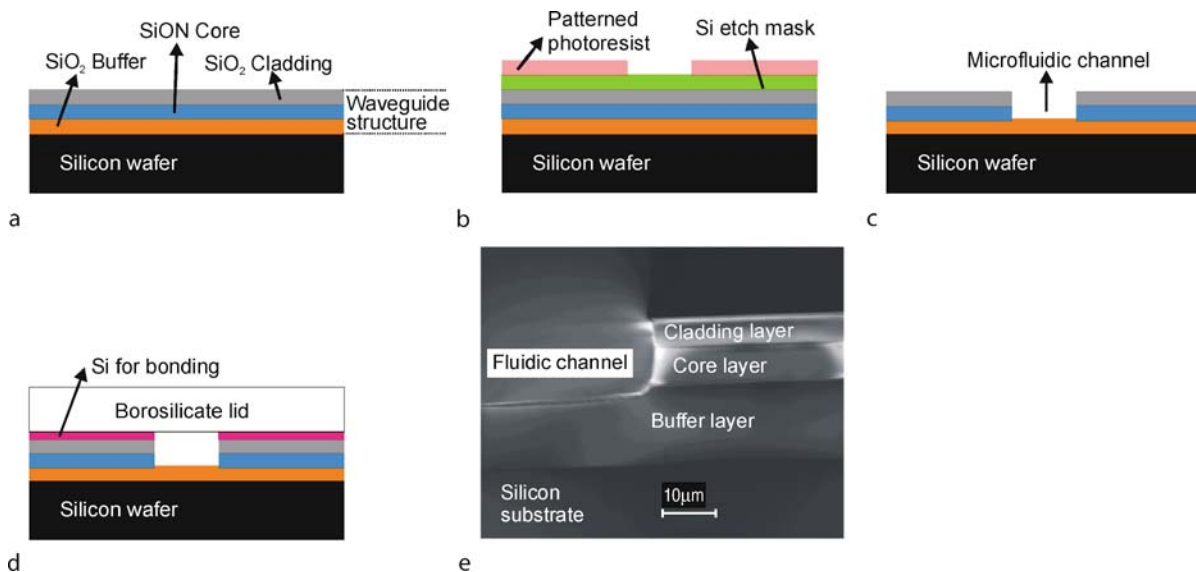 SiON Core
SiO₂ Buffer
SiO₂ Cladding
Waveguide
structure
Silicon wafer
a
Patterned
photoresist
Si etch mask
Silicon wafer
b
Microfluidic channel
Silicon wafer
c
Si for bonding
Borosilicate lid
Silicon wafer
d
Cladding layer
Fluidic channel
Core layer
Buffer layer
Silicon
substrate
10μm
e